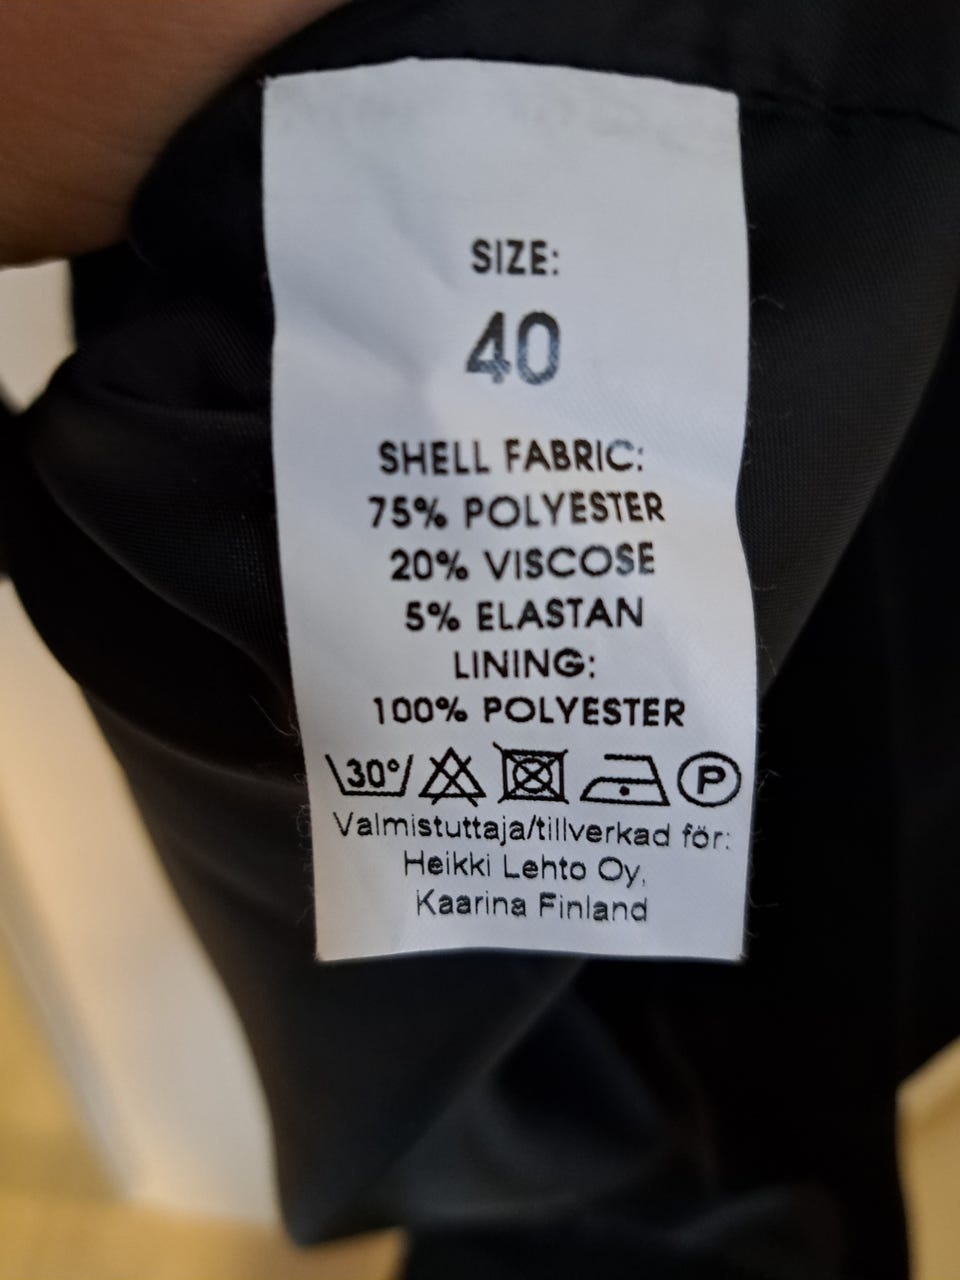 SIZE:
40
SHELL FABRIC:
75% POLYESTER
20% VISCOSE
5% ELASTAN
LINING:
100% POLYESTER
30° P
Valmistuttaja/tillverkad för:
Heikki Lehto Oy,
Kaarina Finland